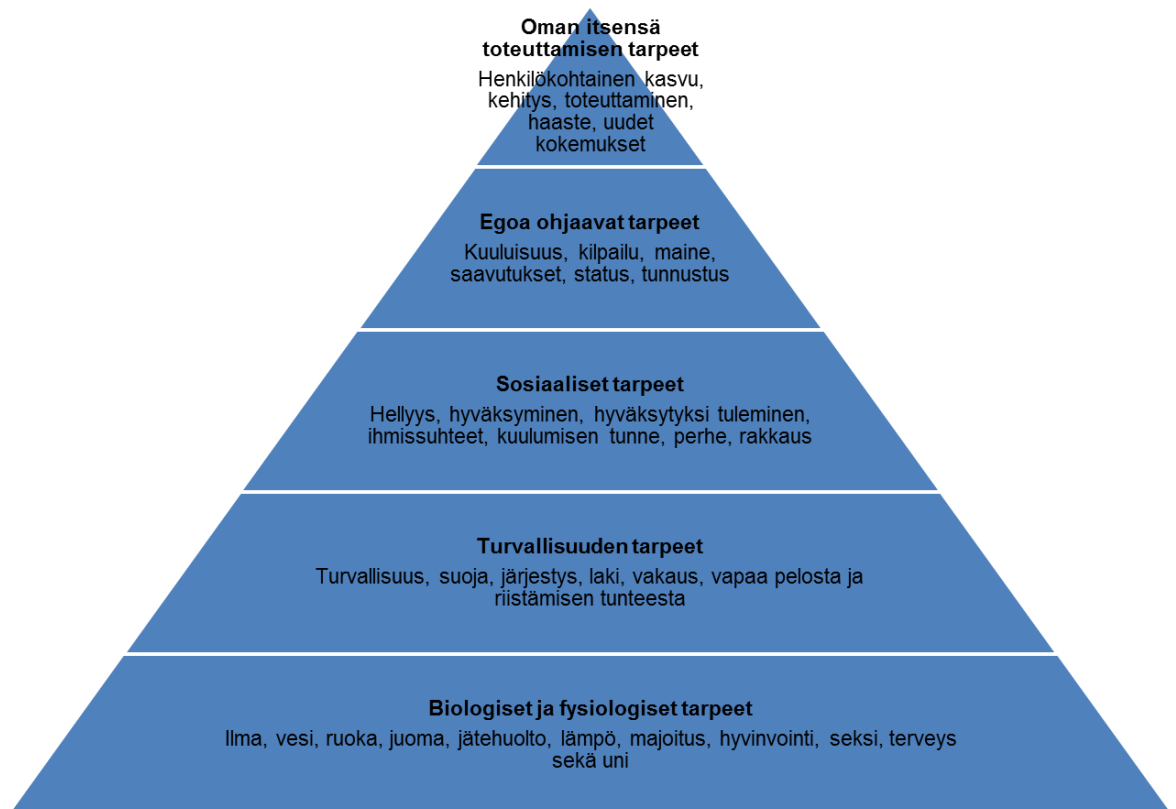 Oman itsensä
toteuttamisen tarpeet
Henkilökohtainen kasvu,
kehitys, toteuttaminen,
haaste, uudet
kokemukset
Egoa ohjaavat tarpeet
Kuuluisuus, kilpailu, maine,
saavutukset, status, tunnustus
Sosiaaliset tarpeet
Hellyys, hyväksyminen, hyväksytyksi tuleminen,
ihmissuhteet, kuulumisen tunne, perhe, rakkaus
Turvallisuuden tarpeet
Turvallisuus, suoja, järjestys, laki, vakaus, vapaa pelosta ja
riistämisen tunteesta
Biologiset ja fysiologiset tarpeet
Ilma, vesi, ruoka, juoma, jätehuolto, lämpö, majoitus, hyvinvointi, seksi, terveys
sekä uni